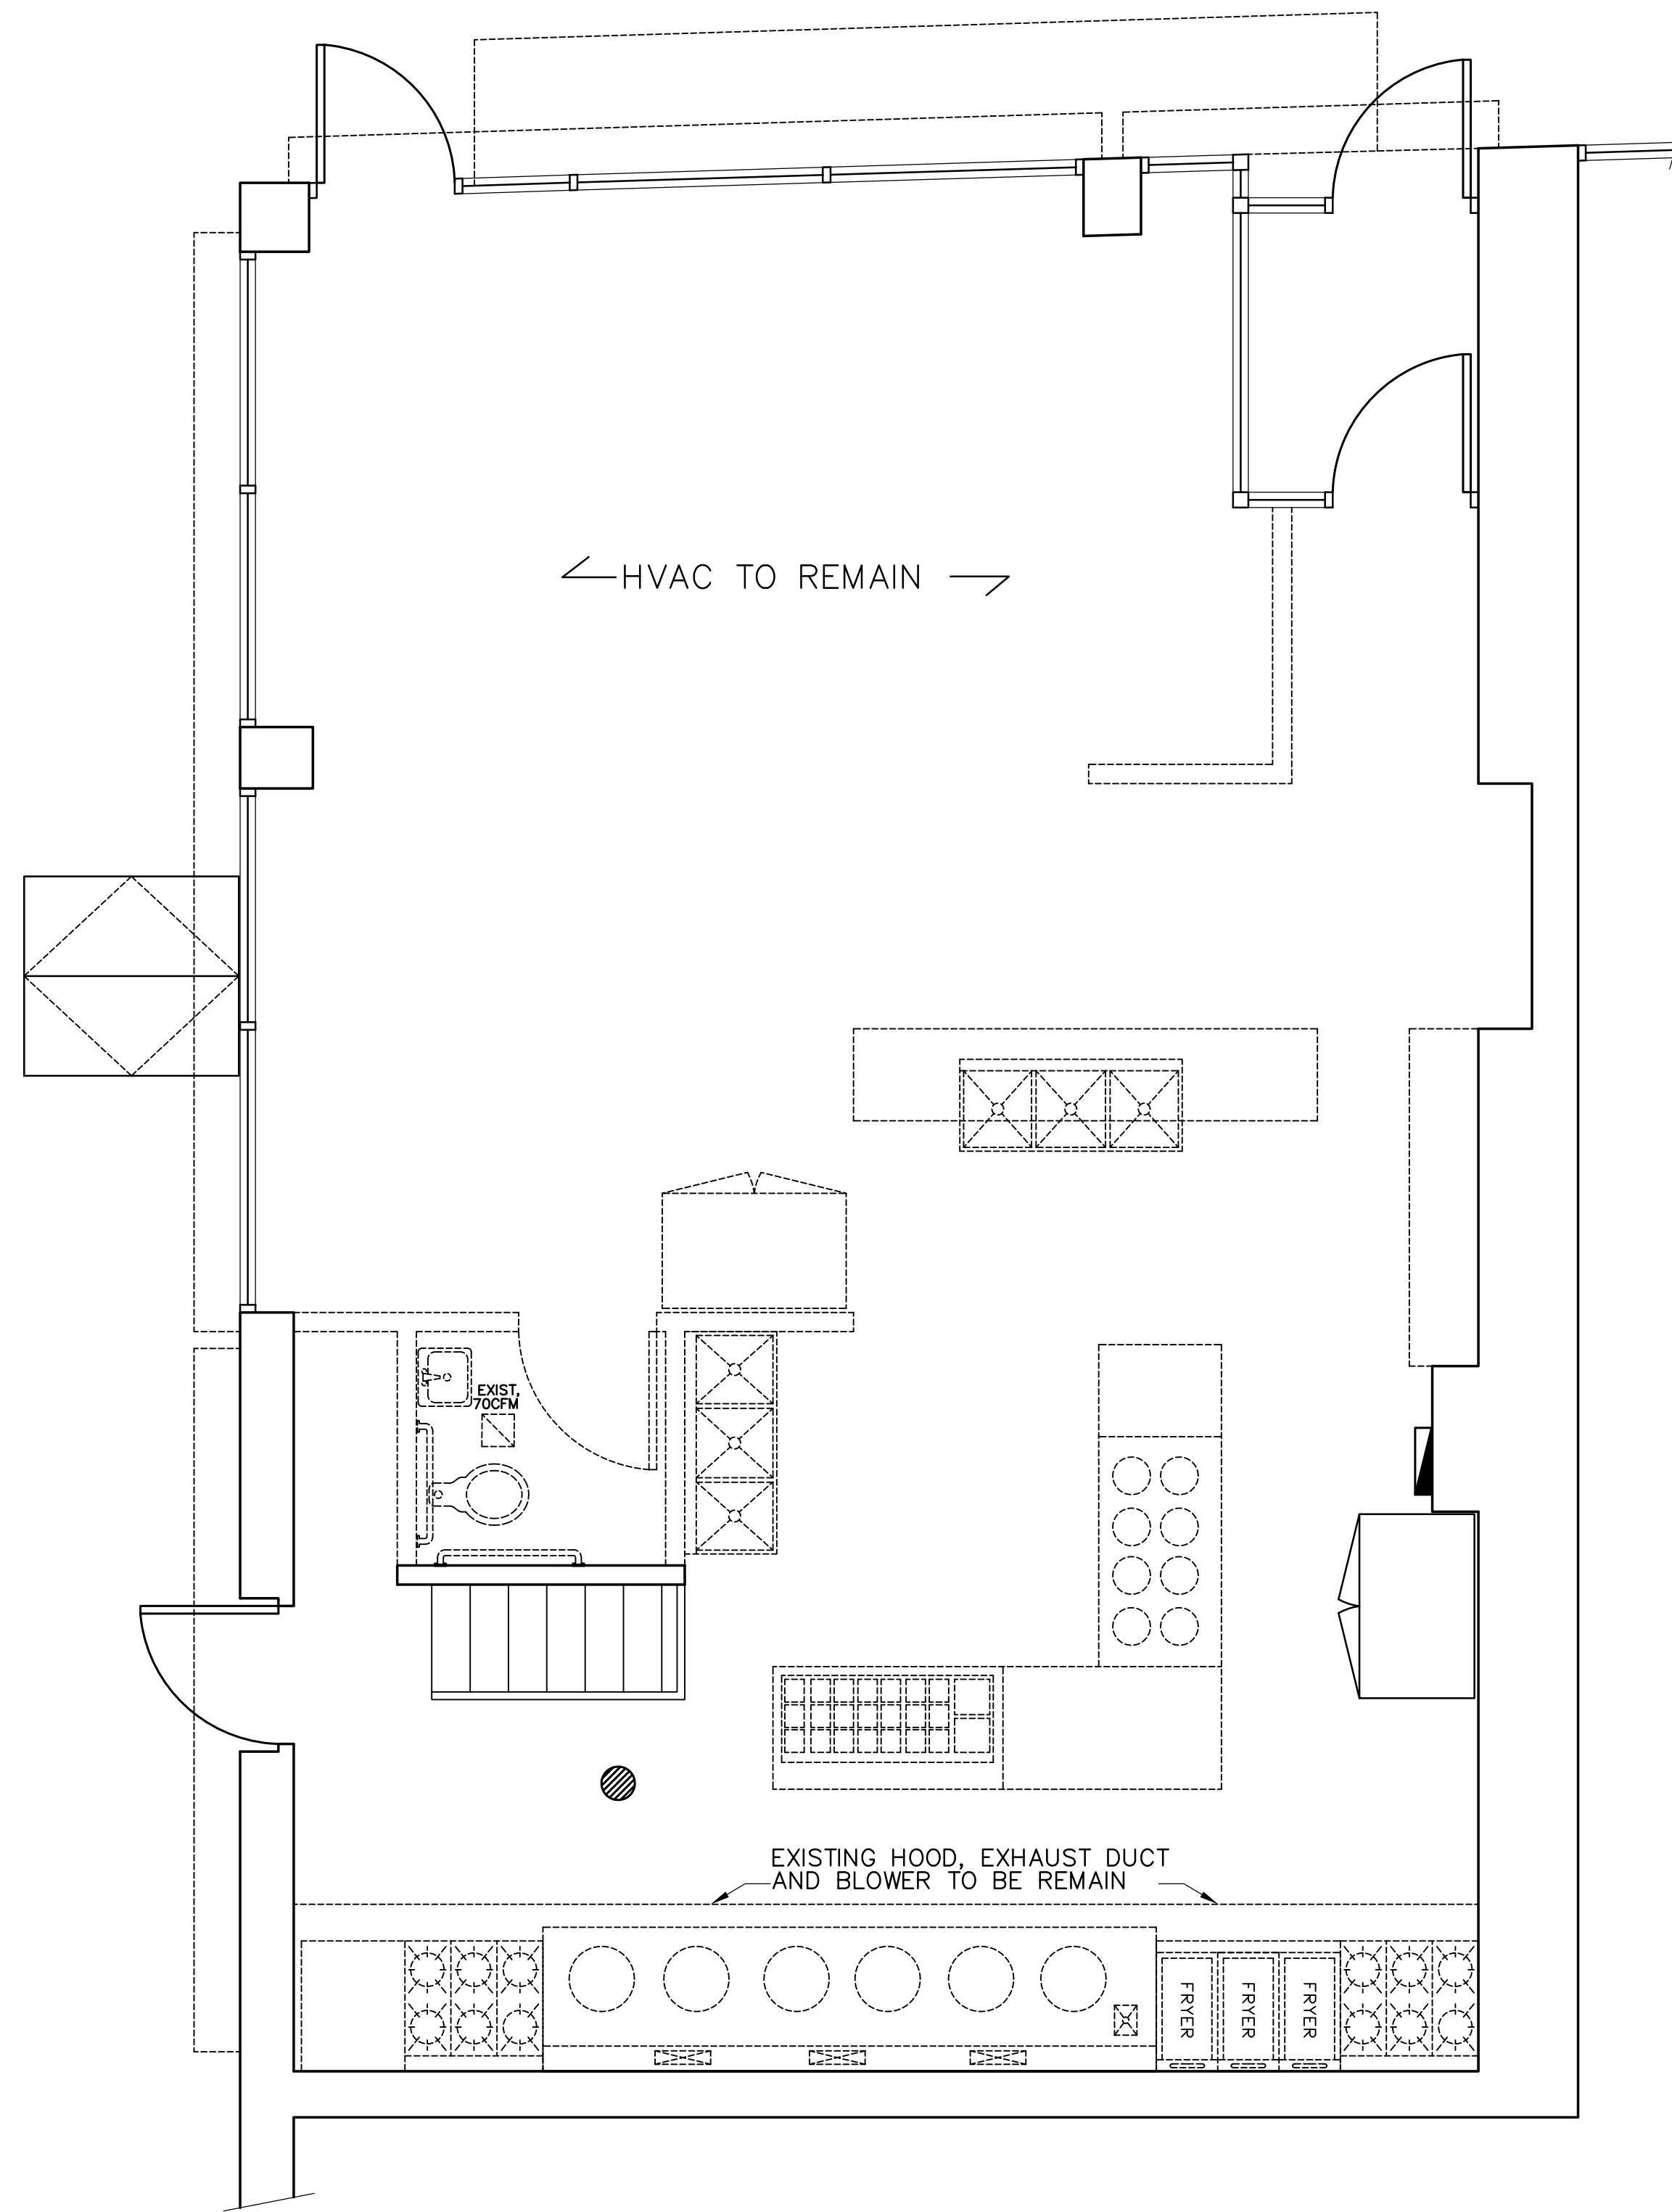 HVAC TO REMAIN
EXIST,
70CFM
EXISTING HOOD, EXHAUST DUCT
AND BLOWER TO BE REMAIN
FRYER
FRYER
FRYER